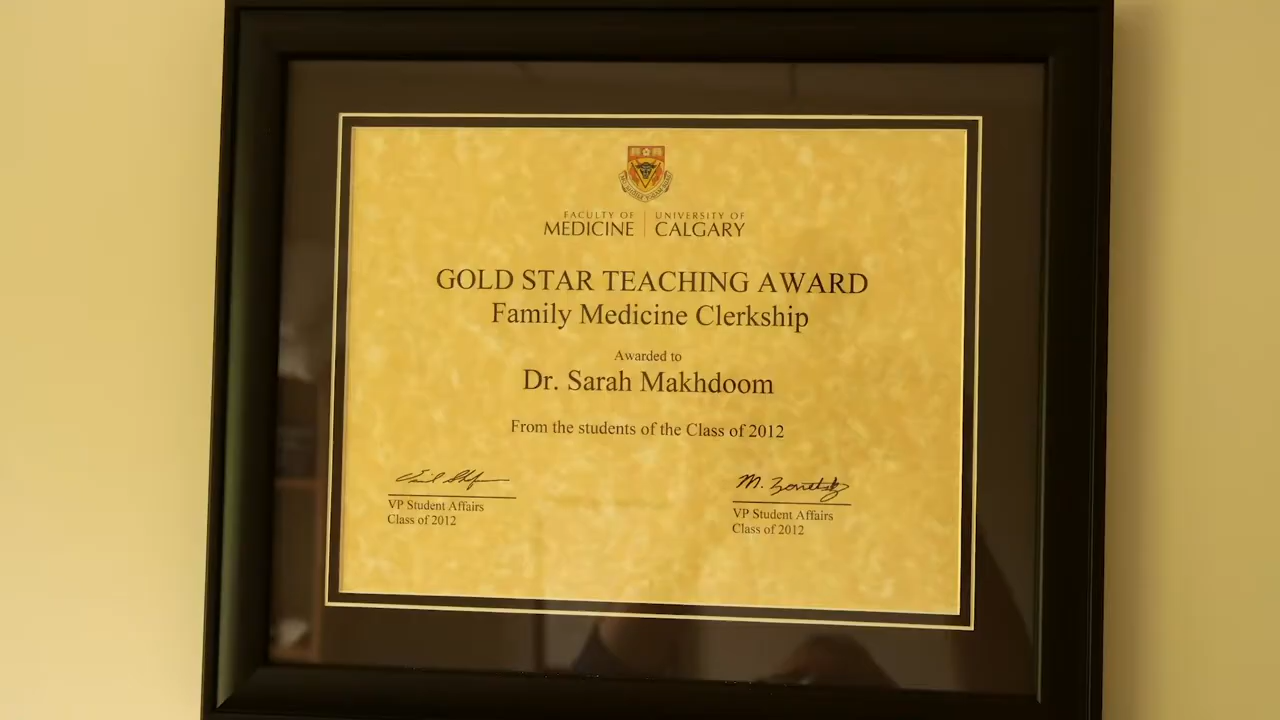 FACULTY OF UNIVERSITY OF
MEDICINE CALGARY
GOLD STAR TEACHING AWARD
Family Medicine Clerkship
Awarded to
Dr. Sarah Makhdoom
From the students of the Class of 2012
VP Student Affairs
Class of 2012
M.
VP Student Affairs
Class of 2012